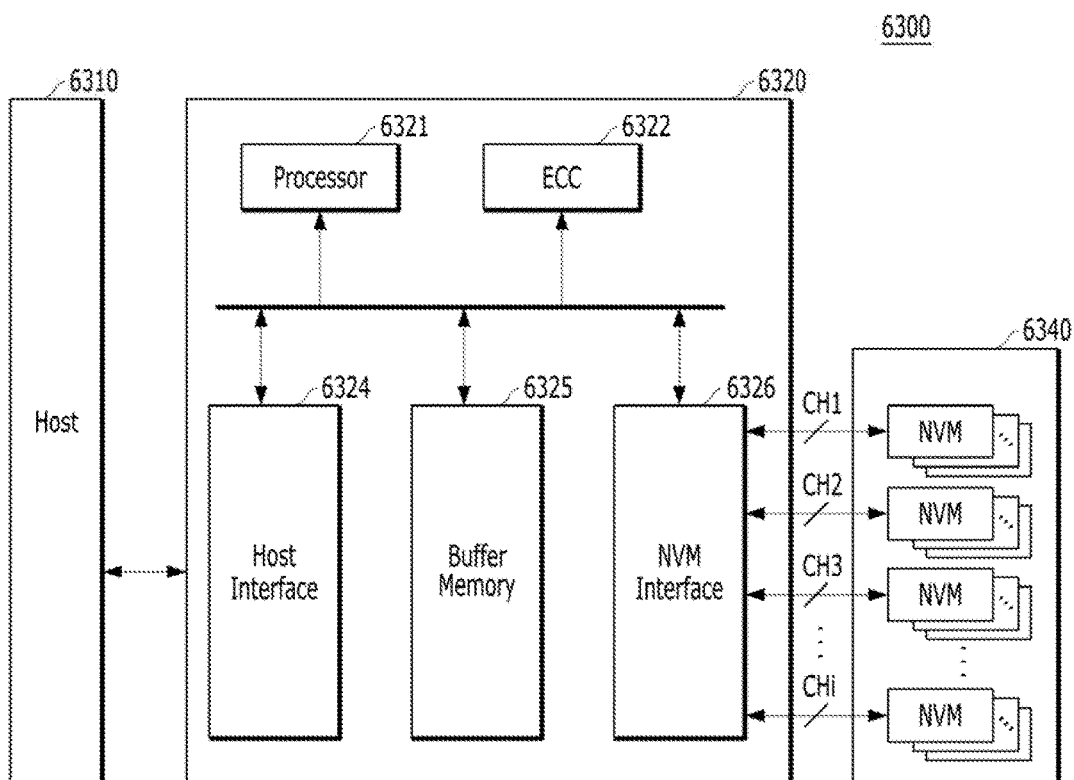 6300
6310
6320
6321
6322
Processor
ECC
6340
6324
6325
6326
CH1
Host
NVM
CH2
NVM
Host
Interface
Buffer
Memory
NVM
Interface
CH3
NVM
CHi
NVM